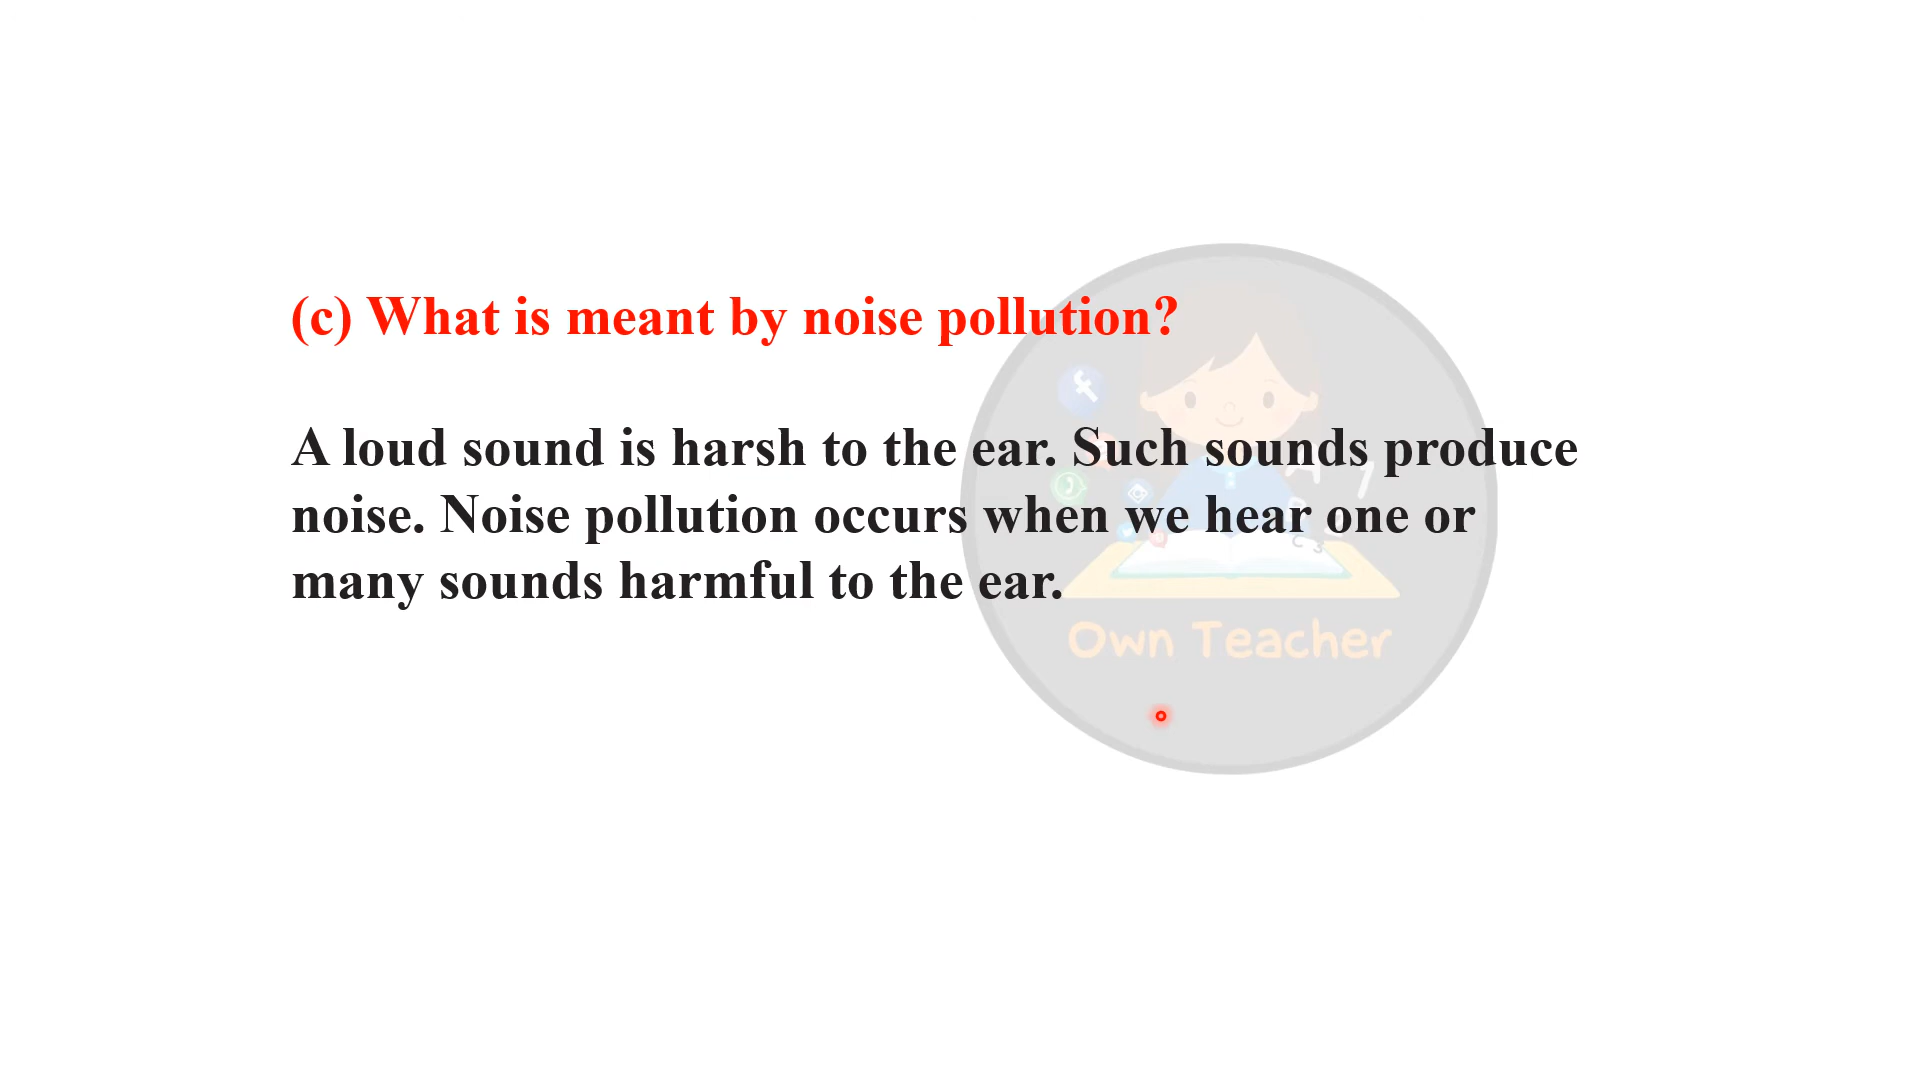 (c) What is meant by noise pollution?
A loud sound is harsh to the ear. Such sounds produce
noise. Noise pollution occurs when we hear one or
many sounds harmful to the ear.
Own Teacher